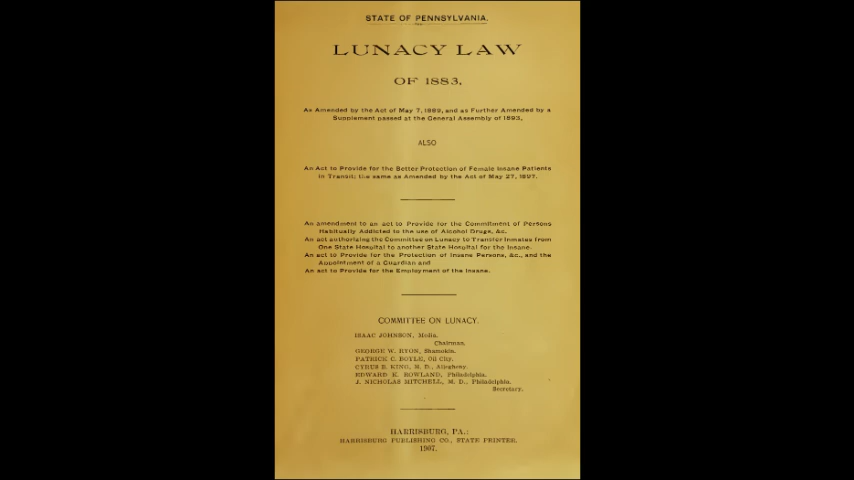 STATE OF PENNSYLVANIA.
LUNACY LAW
OF 1883,
As Amended by the Act of May 7, 1889, and as Further Amended by a
Supplement passed at the General Assembly of 1893,
ALSO
An Act to Provide for the Better Protection of Female Insane Patients
in Transit; the same as Amended by the Act of May 27, 1897.
An amendment to an act to Provide for the Commitment of Persons
Habitually Addicted to the use of Alcohol Drugs, &c.
An act authorizing the Committee on Lunacy to Transfer Inmates from
One State Hospital to another State Hospital for the Insane.
An act to Provide for the Protection of Insane Persons, &c., and the
Appointment of a Guardian and
An act to Provide for the Employment of the Insane.
COMMITTEE ON LUNACY.
ISAAC JOHNSON, Media.
Chairman.
GEORGE W. RYON, Shamokin.
PATRICK C. BOYLE, Oil City.
CYRUS B. KING, M. D., Allegheny.
EDWARD K. ROWLAND, Philadelphia.
J. NICHOLAS MITCHELL, M. D., Philadelphia.
Secretary.
HARRISBURG, PA.:
HARRISBURG PUBLISHING CO., STATE PRINTER.
1907.